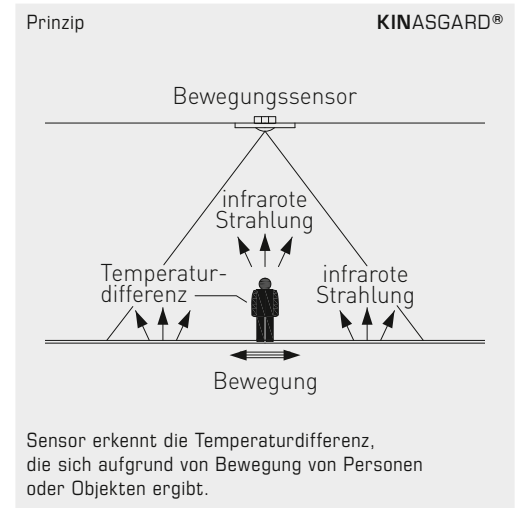 Prinzip
KINASGARD®
Bewegungssensor
infrarote
Strahlung
Temperatur-
differenz
infrarote
Strahlung
Bewegung
Sensor erkennt die Temperaturdifferenz,
die sich aufgrund von Bewegung von Personen
oder Objekten ergibt.